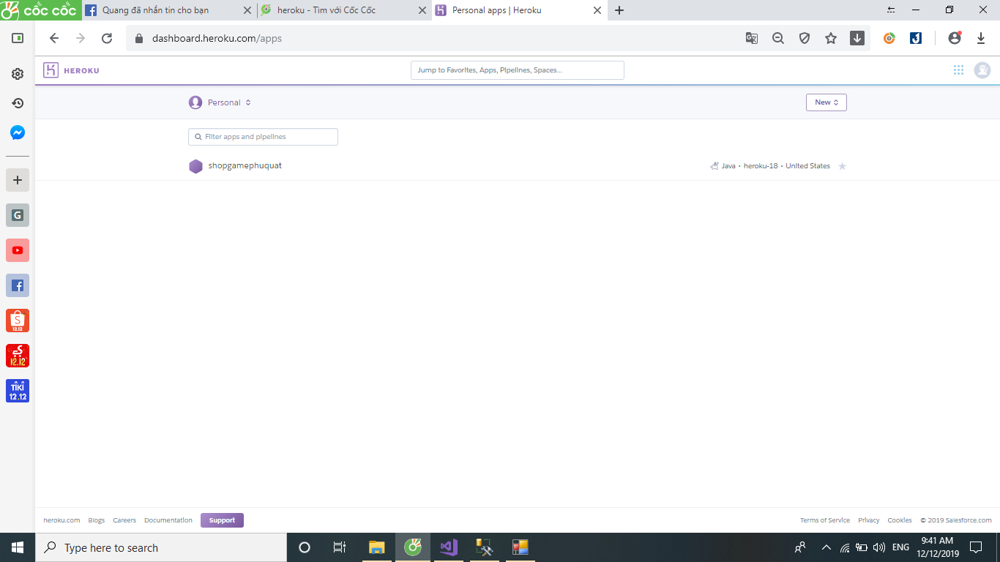 CỐC CỐC
Quang đã nhắn tin cho bạn
heroku - Tìm với Cốc Cốc
Personal apps | Heroku
dashboard.heroku.com/apps
HEROKU
Jump to Favorites, Apps, Pipelines, Spaces...
Personal
New
Filter apps and pipelines
shopgamephuquat
Java • heroku-18 • United States
G
S
12.12
12.12
TIKI
12.12
heroku.com
Blogs
Careers
Documentation
Support
Terms of Service
Privacy
Cookies
© 2019 Salesforce.com
Type here to search
ENG
9:41 AM
12/12/2019